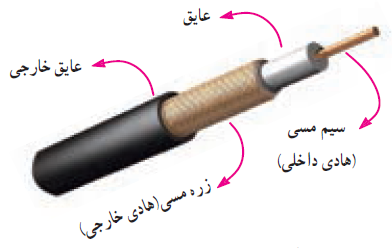 عایق
عایق خارجی
سیم مسی
(هادی داخلی)
زره مسی(هادی خارجی)